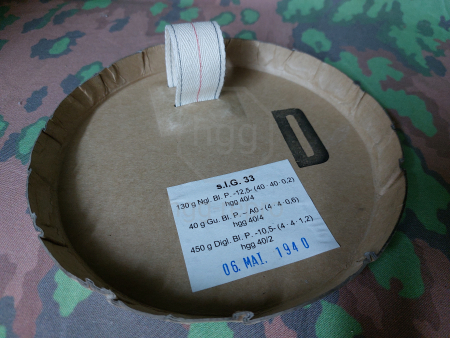 hgg
D
s.I.G. 33
130 g Ngl. Bl. P. -12,5- (40 · 40 · 0,2)
hgg 40/4
40 g Gu. Bl. P. – A0 - (4 · 4 · 0,6)
hgg 40/4
450 g Digl. Bl. P. -10,5- (4 · 4 · 1,2)
hgg 40/2
06. MAI. 1940